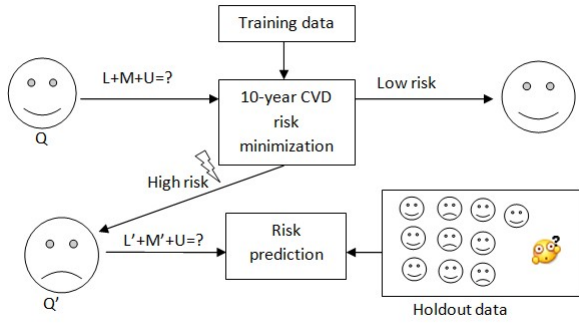 Training data
L+M+U=?
10-year CVD
risk
minimization
Low risk
Q
High risk
L’+M’+U=?
Risk
prediction
?
Q’
Holdout data